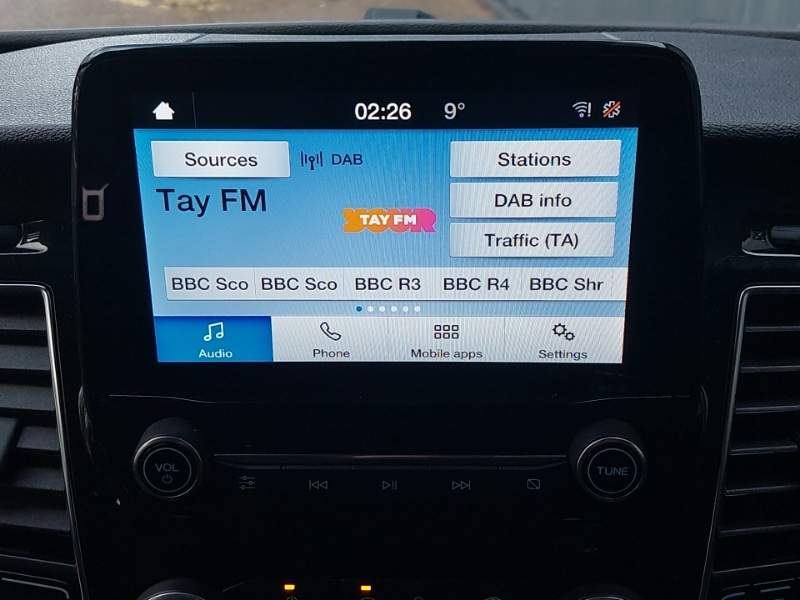 02:26 9°
Sources DAB Stations
Tay FM
TAY FM
DAB info
Traffic (TA)
BBC Sco BBC Sco BBC R3 BBC R4 BBC Shr
Audio Phone Mobile apps Settings
VOL
TUNE